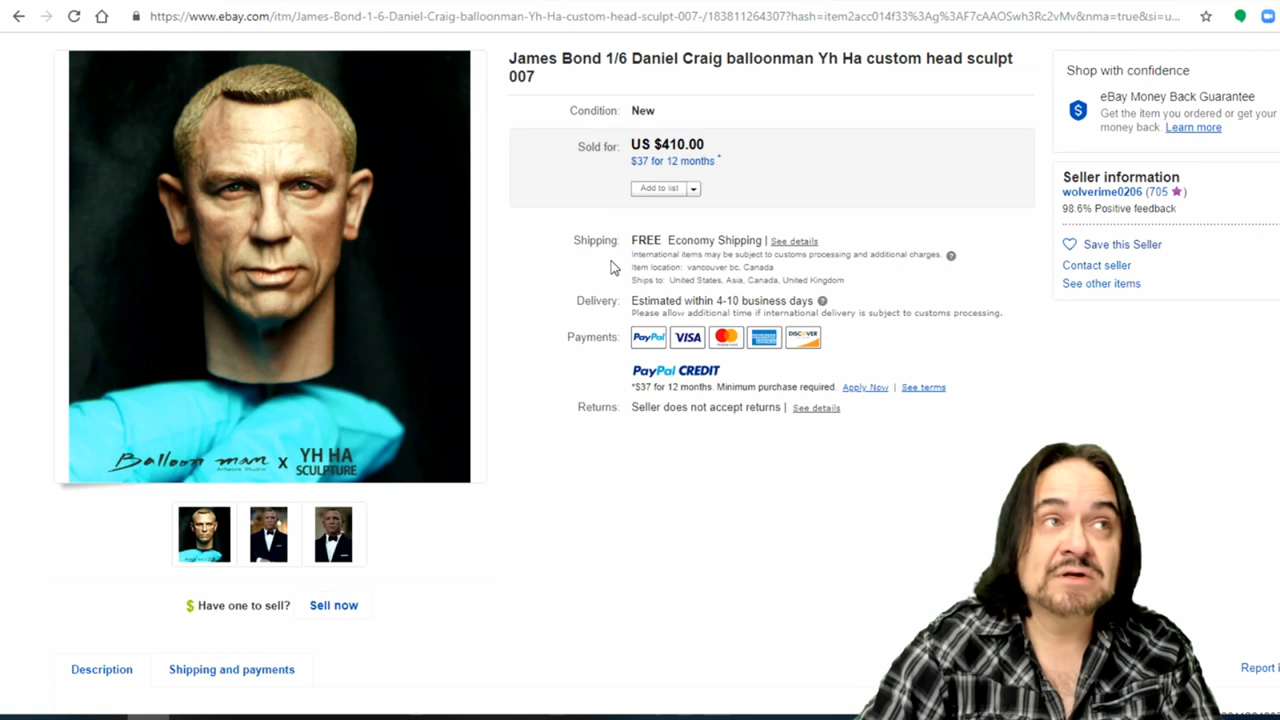 https://www.ebay.com/itm/James-Bond-1-6-Daniel-Craig-balloonman-Yh-Ha-custom-head-sculpt-007-/183811264307?hash=item2acc014f33%3Ag%3AF7cAAOSwh3Rc2vMv&nma=true&si=u...
James Bond 1/6 Daniel Craig balloonman Yh Ha custom head sculpt
007
Condition: New
Sold for: US $410.00
$37 for 12 months *
Add to list
Shipping: FREE Economy Shipping | See details
International items may be subject to customs processing and additional charges. ?
Item location: vancouver bc, Canada
Ships to: United States, Asia, Canada, United Kingdom
Delivery: Estimated within 4-10 business days ?
Please allow additional time if international delivery is subject to customs processing.
Payments: PayPal VISA MasterCard AMERICAN EXPRESS DISCOVER
PayPal CREDIT
*$37 for 12 months. Minimum purchase required. Apply Now | See terms
Returns: Seller does not accept returns | See details
Shop with confidence
eBay Money Back Guarantee
Get the item you ordered or get your
money back. Learn more
Seller information
wolverime0206 (705 ★)
98.6% Positive feedback
Save this Seller
Contact seller
See other items
Balloon man x YH HA
Artwork Studio SCULPTURE
$ Have one to sell? Sell now
Description
Shipping and payments
Report i